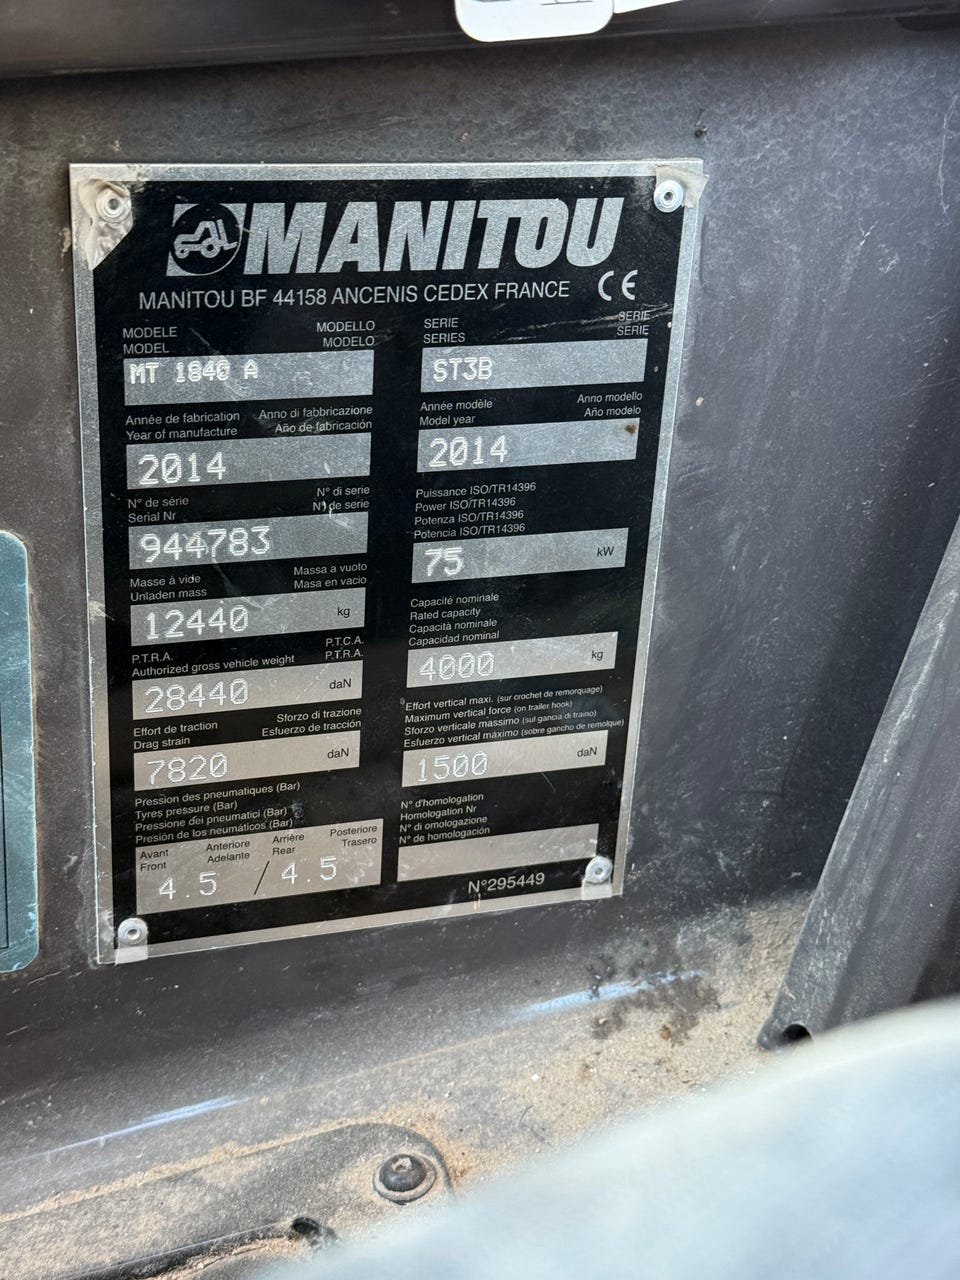 MANITOU
MANITOU BF 44158 ANCENIS CEDEX FRANCE CE
MODELE MODELLO
MODEL MODELO
MT 1840 A
SERIE SERIE
SERIES SERIE
ST3B
Année de fabrication Anno di fabbricazione
Year of manufacture Año de fabricación
2014
Année modèle Anno modello
Model year Año modelo
2014
N° de série N° di serie
Serial Nr N° de serie
944783
Puissance ISO/TR14396
Power ISO/TR14396
Potenza ISO/TR14396
Potencia ISO/TR14396
75 kW
Masse à vide Massa a vuoto
Unladen mass Masa en vacio
12440 kg
Capacité nominale
Rated capacity
Capacità nominale
Capacidad nominal
4000 kg
P.T.R.A. P.T.C.A.
Authorized gross vehicle weight P.T.R.A.
28440 daN
Effort vertical maxi. (sur crochet de remorquage)
Maximum vertical force (on trailer hook)
Sforzo verticale massimo (sul gancia di traino)
Esfuerzo vertical máximo (sobre gancho de remolque)
1500 daN
Effort de traction Sforzo di trazione
Drag strain Esfuerzo de tracción
7820 daN
Pression des pneumatiques (Bar)
Tyres pressure (Bar)
Pressione dei pneumatici (Bar)
Presión de los neumáticos (Bar)
Avant Anteriore Arrière Posteriore
Front Adelante Rear Trasero
4.5 / 4.5
N° d'homologation
Homologation Nr
N° di omologazione
N° de homologación
N°295449